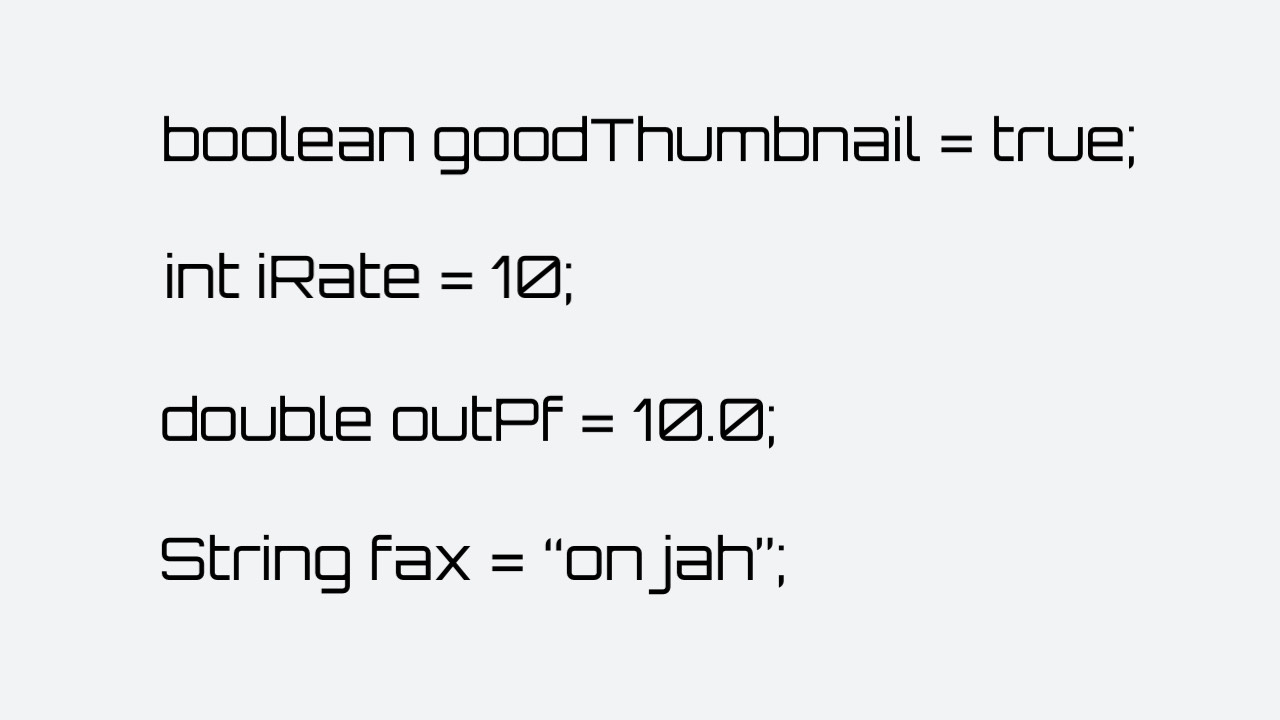 boolean goodThumbnail = true;
int iRate = 10;
double outPf = 10.0;
String fax = “on jah”;